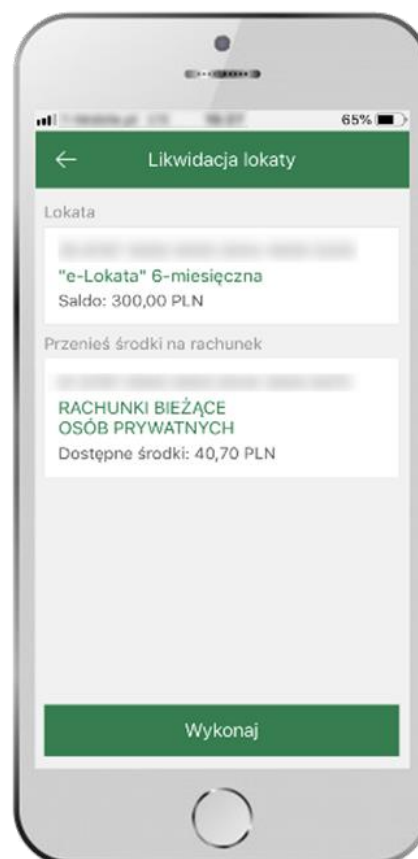 65%
Likwidacja lokaty
Lokata
"e-Lokata" 6-miesięczna
Saldo: 300,00 PLN
Przenieś środki na rachunek
RACHUNKI BIEŻĄCE
OSÓB PRYWATNYCH
Dostępne środki: 40,70 PLN
Wykonaj